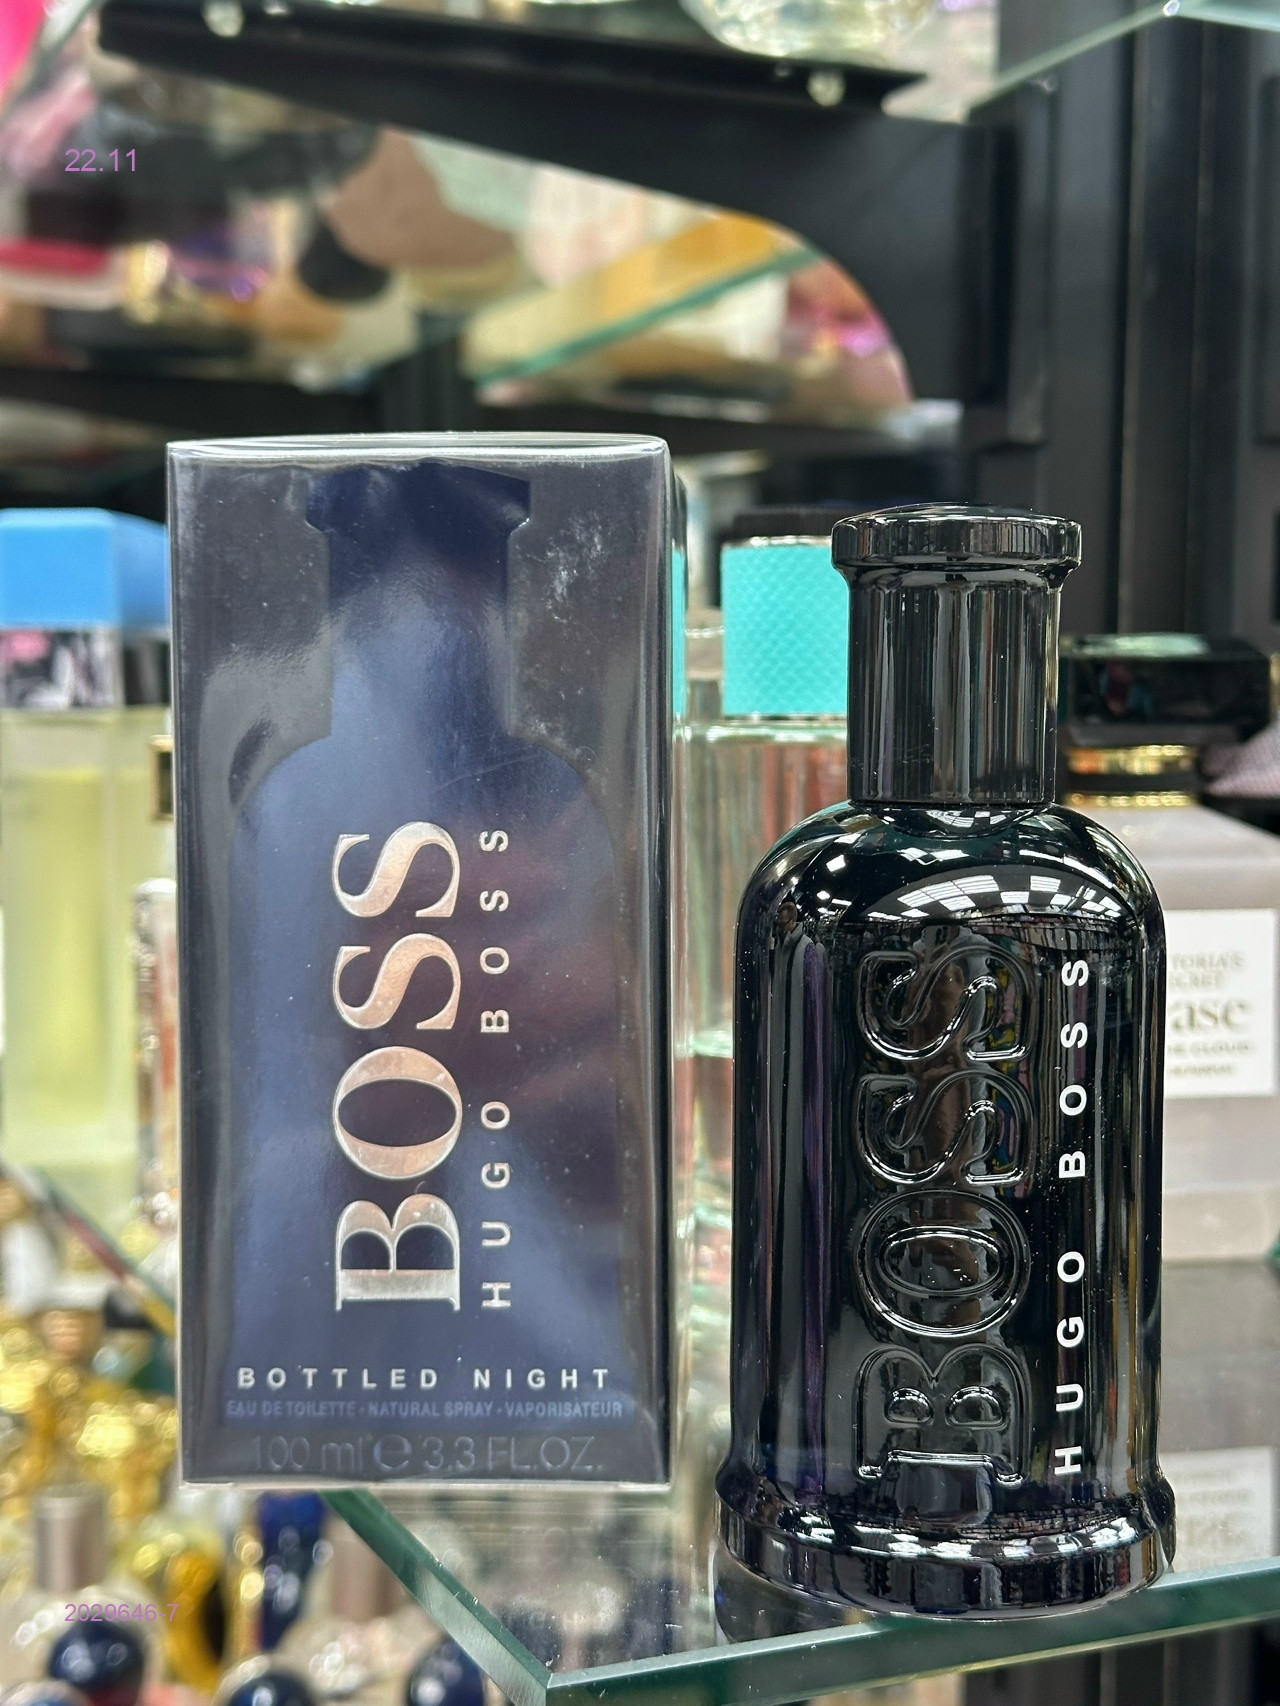 22.11
BOSS
HUGO BOSS
BOTTLED NIGHT
EAU DE TOILETTE · NATURAL SPRAY · VAPORISATEUR
100 ml e 3.3 FL.OZ.
BOSS
HUGO BOSS
ase
2029646-7